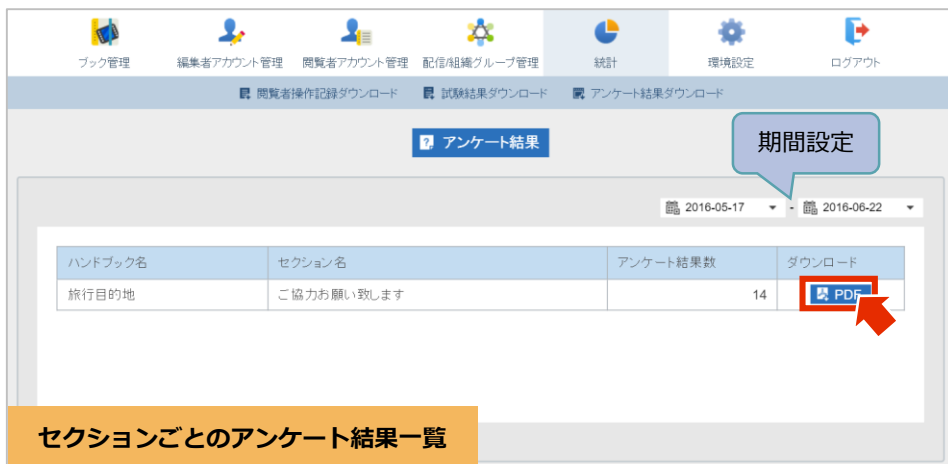 ブック管理 編集者アカウント管理 閲覧者アカウント管理 配信/組織グループ管理 統計 環境設定 ログアウト
閲覧者操作記録ダウンロード 試験結果ダウンロード アンケート結果ダウンロード
アンケート結果
期間設定
2016-05-17 - 2016-06-22
ハンドブック名 セクション名 アンケート結果数 ダウンロード
旅行目的地 ご協力お願い致します 14 PDF
セクションごとのアンケート結果一覧